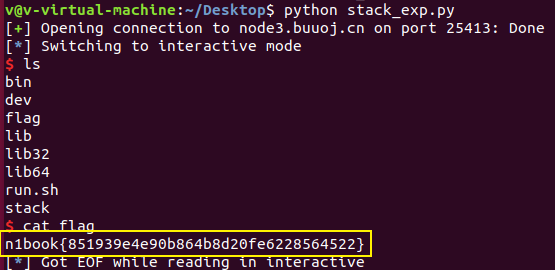 v@v-virtual-machine:~/Desktop$ python stack_exp.py
[+] Opening connection to node3.buuoj.cn on port 25413: Done
[*] Switching to interactive mode
$ ls
bin
dev
flag
lib
lib32
lib64
run.sh
stack
$ cat flag
n1book{851939e4e90b864b8d20fe6228564522}
[*] Got EOF while reading in interactive